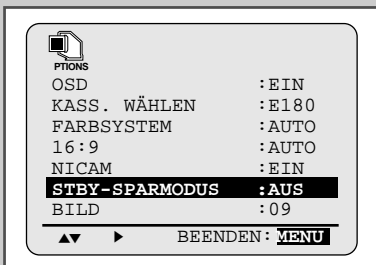 PTIONS
OSD :EIN
KASS. WÄHLEN :E180
FARBSYSTEM :AUTO
16:9 :AUTO
NICAM :EIN
STBY-SPARMODUS :AUS
BILD :09
BEENDEN: MENU